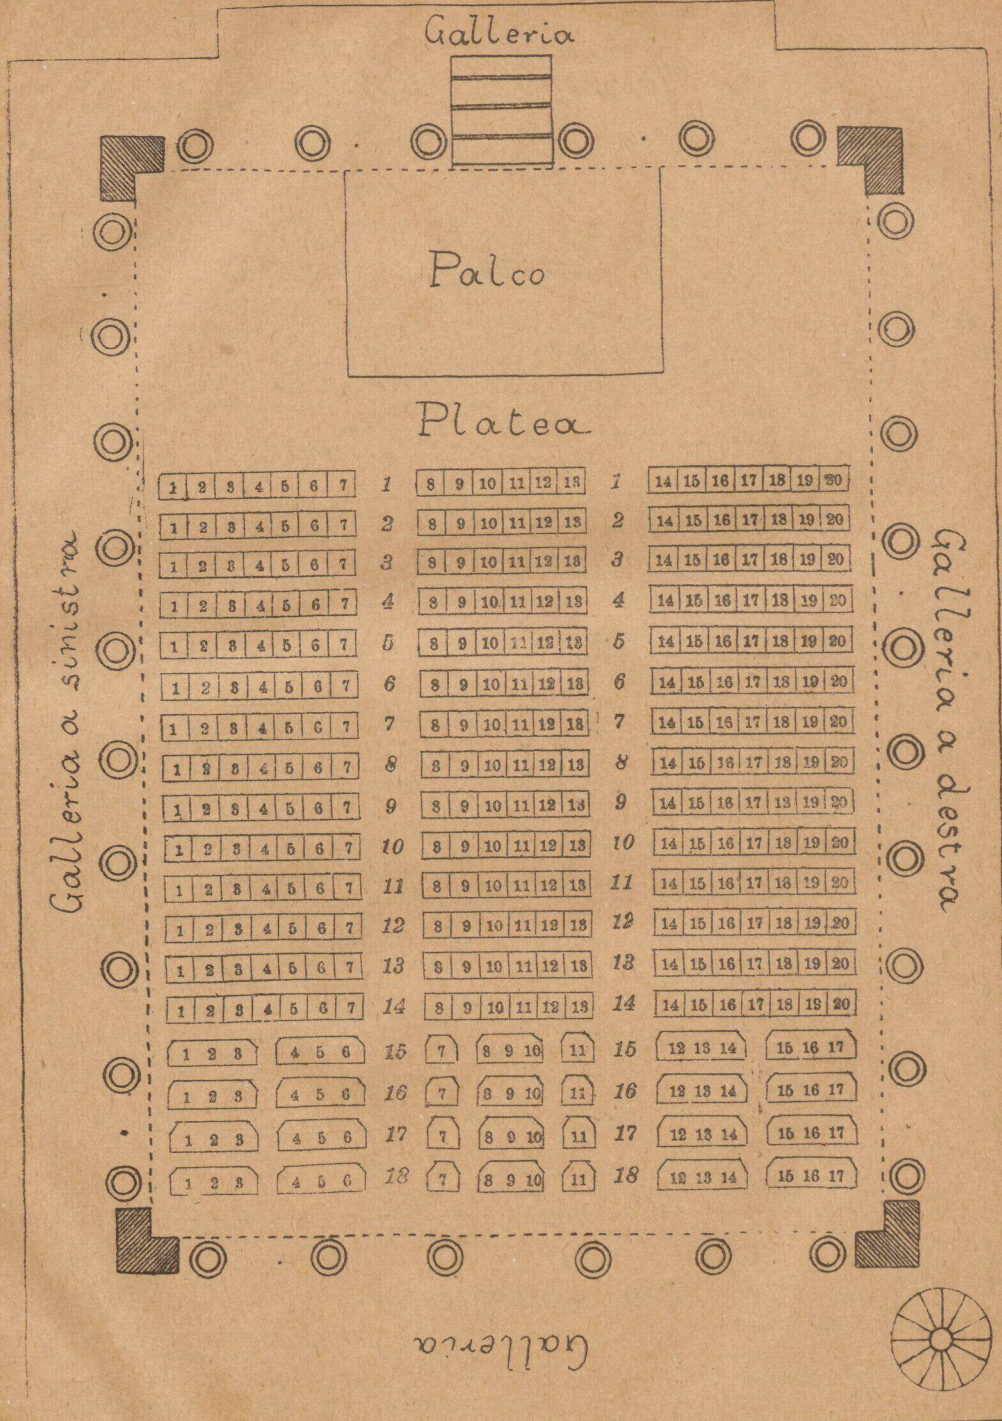 Galleria
Palco
Platea
Galleria a sinistra
Galleria a destra
1 2 3 4 5 6 7 1 8 9 10 11 12 13 1 14 15 16 17 18 19 20
1 2 3 4 5 6 7 2 8 9 10 11 12 13 2 14 15 16 17 18 19 20
1 2 3 4 5 6 7 3 8 9 10 11 12 13 3 14 15 16 17 18 19 20
1 2 3 4 5 6 7 4 8 9 10 11 12 13 4 14 15 16 17 18 19 20
1 2 3 4 5 6 7 5 8 9 10 11 12 13 5 14 15 16 17 18 19 20
1 2 3 4 5 6 7 6 8 9 10 11 12 13 6 14 15 16 17 18 19 20
1 2 3 4 5 6 7 7 8 9 10 11 12 13 7 14 15 16 17 18 19 20
1 2 3 4 5 6 7 8 8 9 10 11 12 13 8 14 15 16 17 18 19 20
1 2 3 4 5 6 7 9 8 9 10 11 12 13 9 14 15 16 17 18 19 20
1 2 3 4 5 6 7 10 8 9 10 11 12 13 10 14 15 16 17 18 19 20
1 2 3 4 5 6 7 11 8 9 10 11 12 13 11 14 15 16 17 18 19 20
1 2 3 4 5 6 7 12 8 9 10 11 12 13 12 14 15 16 17 18 19 20
1 2 3 4 5 6 7 13 8 9 10 11 12 13 13 14 15 16 17 18 19 20
1 2 3 4 5 6 7 14 8 9 10 11 12 13 14 14 15 16 17 18 19 20
1 2 3 4 5 6 15 7 8 9 10 11 15 12 13 14 15 16 17
1 2 3 4 5 6 16 7 8 9 10 11 16 12 13 14 15 16 17
1 2 3 4 5 6 17 7 8 9 10 11 17 12 13 14 15 16 17
1 2 3 4 5 6 18 7 8 9 10 11 18 12 13 14 15 16 17
Galleria